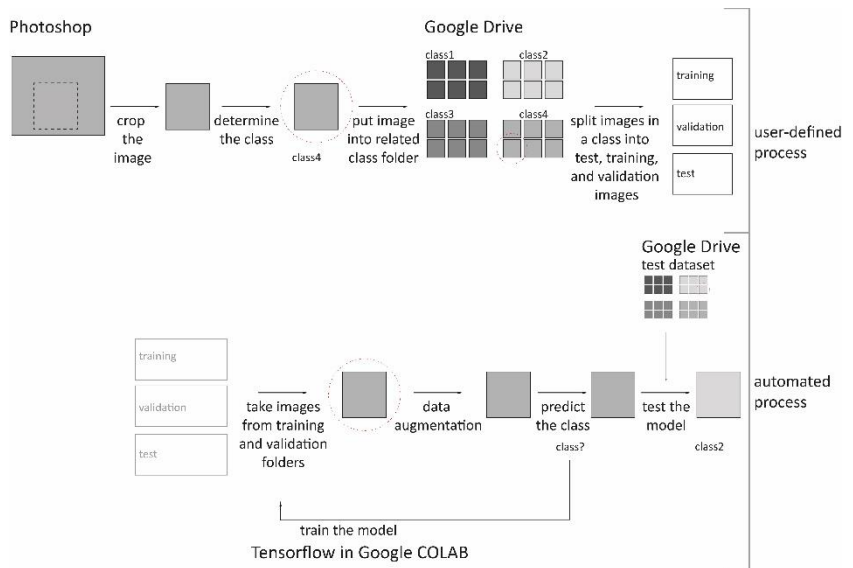 Photoshop
Google Drive
class1
class2
class3
class4
crop
the
image
determine
the class
class4
put image
into related
class folder
split images in
a class into
test, training,
and validation
images
training
validation
test
user-defined
process
Google Drive
test dataset
training
validation
test
take images
from training
and validation
folders
data
augmentation
predict
the class
class?
test the
model
class2
automated
process
train the model
Tensorflow in Google COLAB